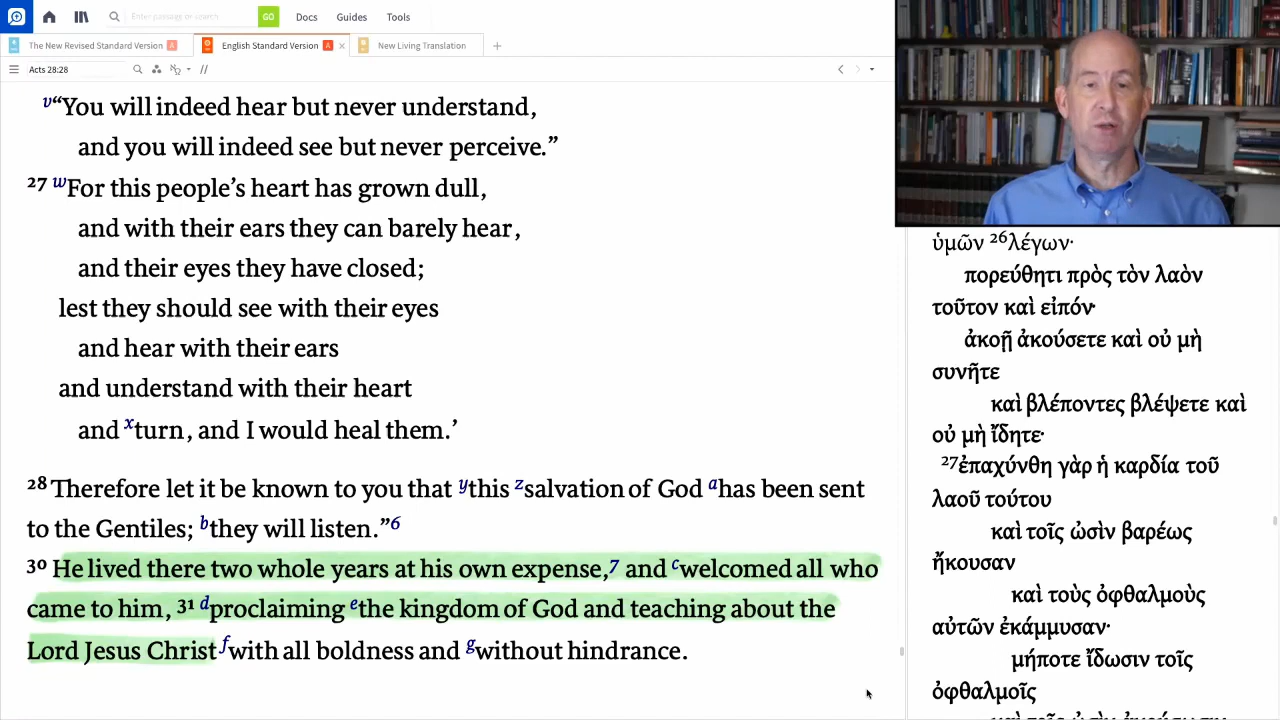 Enter passage or search
GO
Docs
Guides
Tools
The New Revised Standard Version A
English Standard Version A
New Living Translation
Acts 28:28
v“You will indeed hear but never understand,
and you will indeed see but never perceive.”
27 wFor this people’s heart has grown dull,
and with their ears they can barely hear,
and their eyes they have closed;
lest they should see with their eyes
and hear with their ears
and understand with their heart
and xturn, and I would heal them.’
28 Therefore let it be known to you that ythis zsalvation of God ahas been sent
to the Gentiles; bthey will listen.”6
30 He lived there two whole years at his own expense,7 and cwelcomed all who
came to him, 31 dproclaiming ethe kingdom of God and teaching about the
Lord Jesus Christ fwith all boldness and gwithout hindrance.
ὑμῶν 26λέγων·
πορεύθητι πρὸς τὸν λαὸν
τοῦτον καὶ εἰπόν·
ἀκοῇ ἀκούσετε καὶ οὐ μὴ
συνῆτε
καὶ βλέποντες βλέψετε καὶ
οὐ μὴ ἴδητε·
27ἐπαχύνθη γὰρ ἡ καρδία τοῦ
λαοῦ τούτου
καὶ τοῖς ὠσὶν βαρέως
ἤκουσαν
καὶ τοὺς ὀφθαλμοὺς
αὐτῶν ἐκάμμυσαν·
μήποτε ἴδωσιν τοῖς
ὀφθαλμοῖς